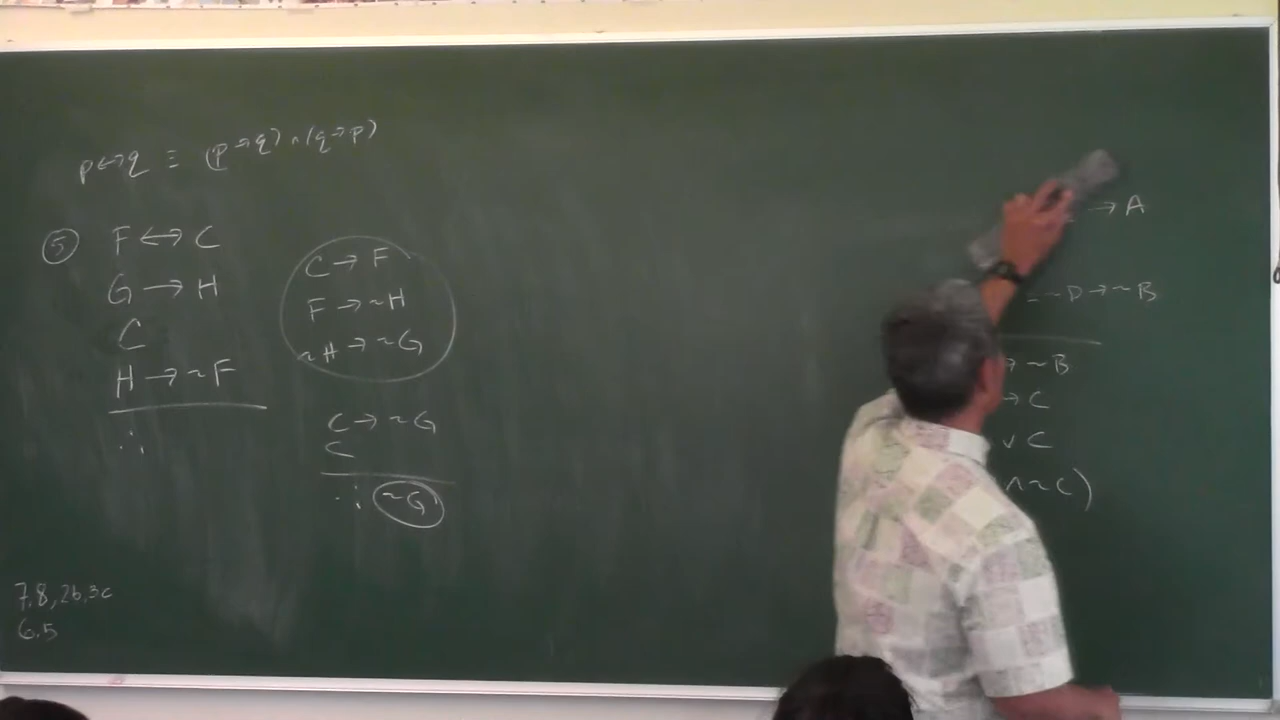 p↔q ≡ (p→q)∧(q→p)
⑤ F ↔ C
G → H
C
H → ~F
∴
C → F
F → ~H
~H → ~G
C → ~G
C
∴ ~G
7,8,2b,3c
6.5
→ A
~D → ~B
→ ~B
→ C
∨ C
∧~C)